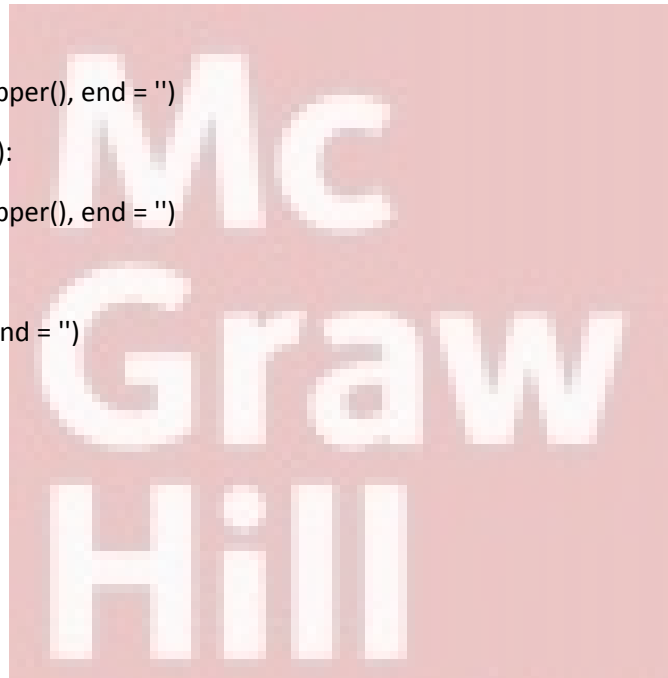 pper(), end = '')
Mc
):
pper(), end = '')
Graw
nd = '')
Hill